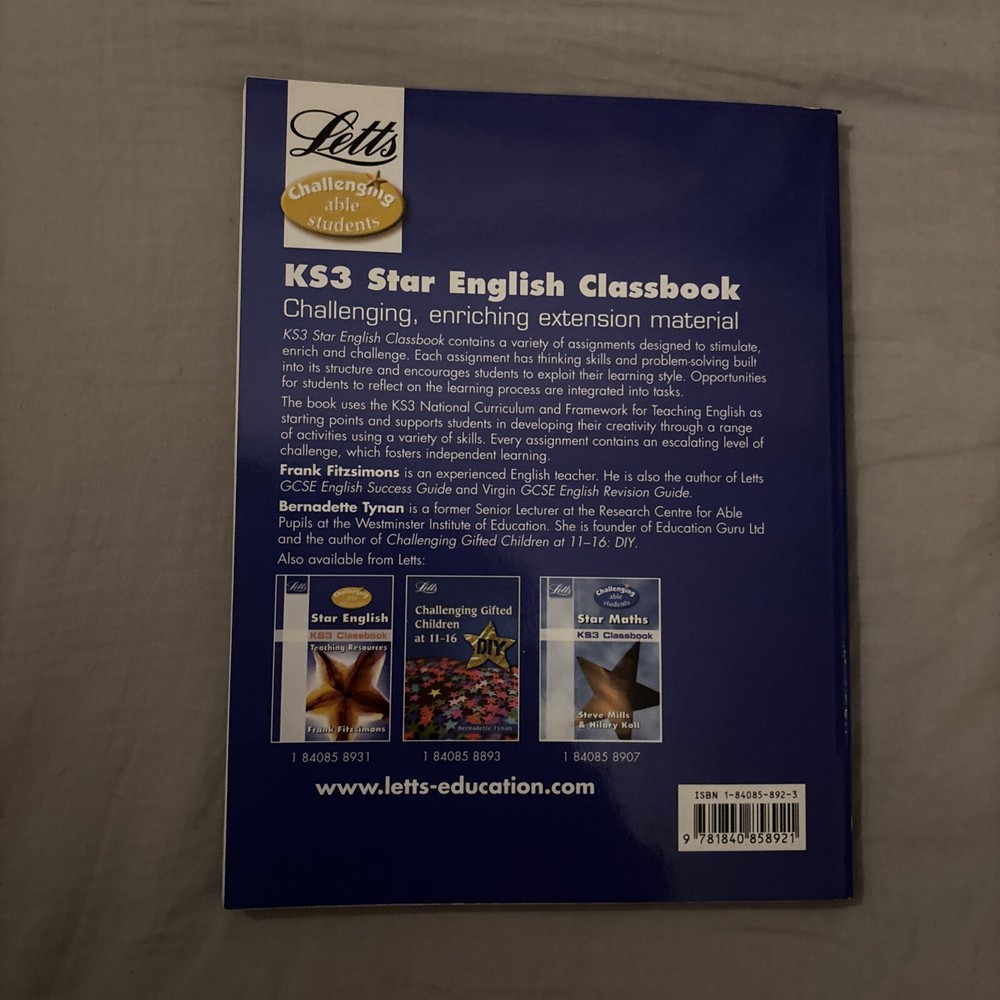 Letts
Challenging
able
students
KS3 Star English Classbook
Challenging, enriching extension material
KS3 Star English Classbook contains a variety of assignments designed to stimulate,
enrich and challenge. Each assignment has thinking skills and problem-solving built
into its structure and encourages students to exploit their learning style. Opportunities
for students to reflect on the learning process are integrated into tasks.
The book uses the KS3 National Curriculum and Framework for Teaching English as
starting points and supports students in developing their creativity through a range
of activities using a variety of skills. Every assignment contains an escalating level of
challenge, which fosters independent learning.
Frank Fitzsimons is an experienced English teacher. He is also the author of Letts
GCSE English Success Guide and Virgin GCSE English Revision Guide.
Bernadette Tynan is a former Senior Lecturer at the Research Centre for Able
Pupils at the Westminster Institute of Education. She is founder of Education Guru Ltd
and the author of Challenging Gifted Children at 11–16: DIY.
Also available from Letts:
Letts
Challenging
able
students
Star English
KS3 Classbook
Teaching Resources
Frank Fitzsimons
1 84085 8931
Letts
Challenging Gifted
Children
at 11-16
DIY
Bernadette Tynan
1 84085 8893
Letts
Challenging
able
students
Star Maths
KS3 Classbook
Steve Mills
& Hilary Koll
1 84085 8907
www.letts-education.com
ISBN 1-84085-892-3
9 781840 858921